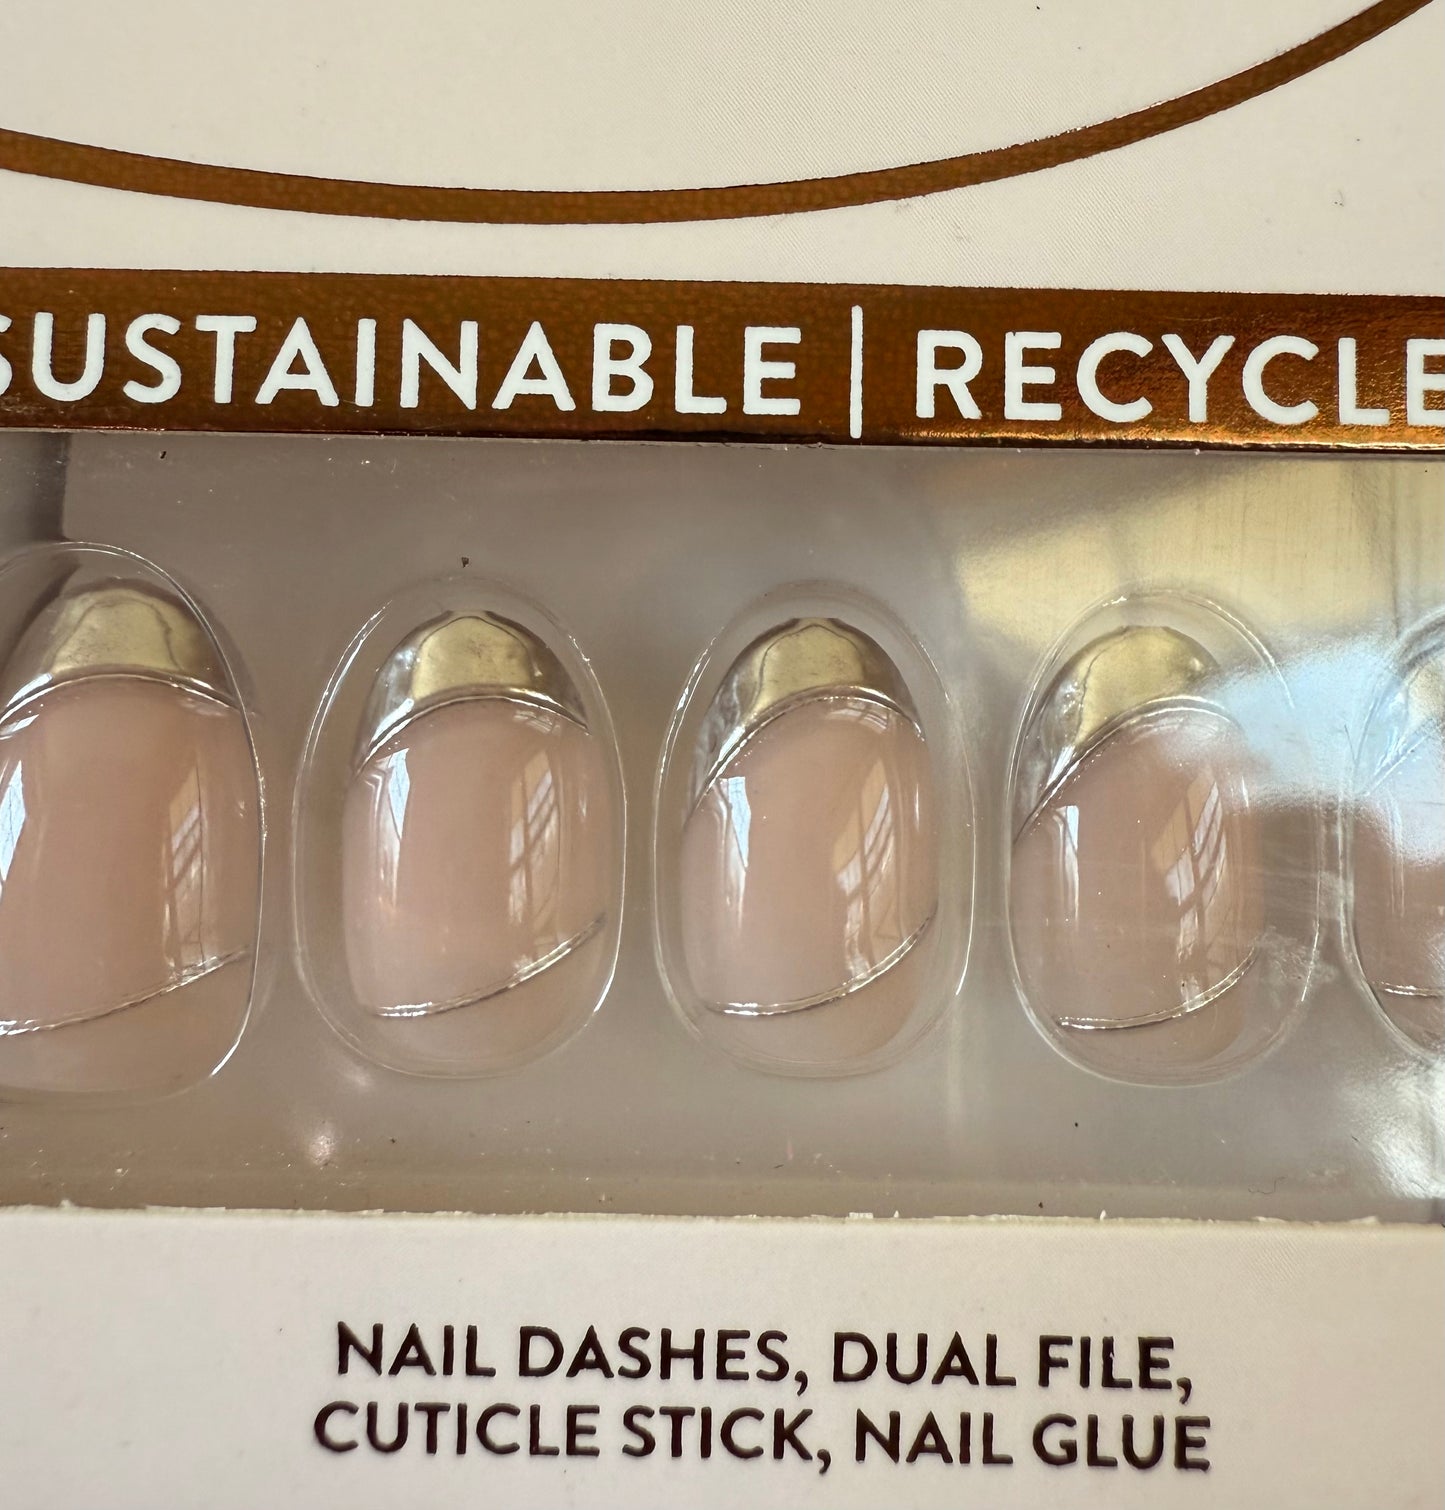 SUSTAINABLE | RECYCLE
NAIL DASHES, DUAL FILE,
CUTICLE STICK, NAIL GLUE